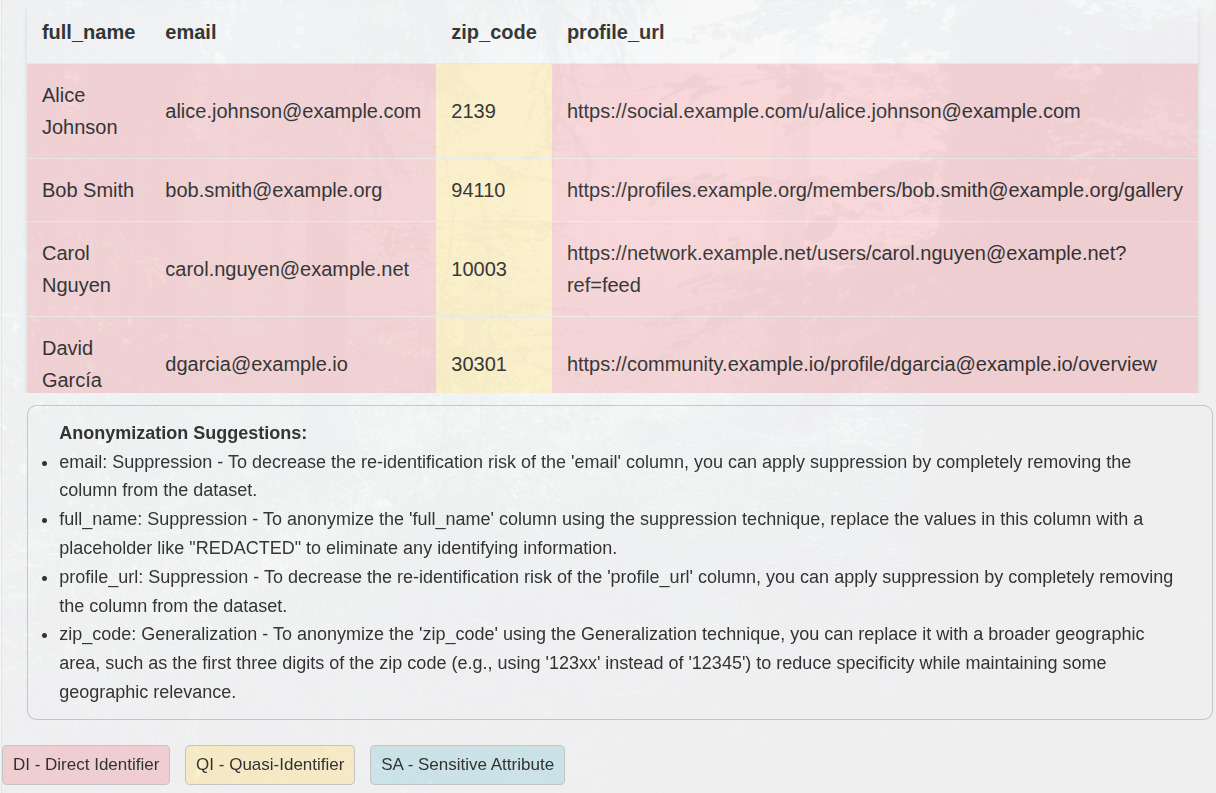 full_name email zip_code profile_url
Alice
Johnson alice.johnson@example.com 2139 https://social.example.com/u/alice.johnson@example.com
Bob Smith bob.smith@example.org 94110 https://profiles.example.org/members/bob.smith@example.org/gallery
Carol
Nguyen carol.nguyen@example.net 10003 https://network.example.net/users/carol.nguyen@example.net?
ref=feed
David
García dgarcia@example.io 30301 https://community.example.io/profile/dgarcia@example.io/overview
Anonymization Suggestions:
• email: Suppression - To decrease the re-identification risk of the 'email' column, you can apply suppression by completely removing the
column from the dataset.
• full_name: Suppression - To anonymize the 'full_name' column using the suppression technique, replace the values in this column with a
placeholder like "REDACTED" to eliminate any identifying information.
• profile_url: Suppression - To decrease the re-identification risk of the 'profile_url' column, you can apply suppression by completely removing
the column from the dataset.
• zip_code: Generalization - To anonymize the 'zip_code' using the Generalization technique, you can replace it with a broader geographic
area, such as the first three digits of the zip code (e.g., using '123xx' instead of '12345') to reduce specificity while maintaining some
geographic relevance.
DI - Direct Identifier QI - Quasi-Identifier SA - Sensitive Attribute